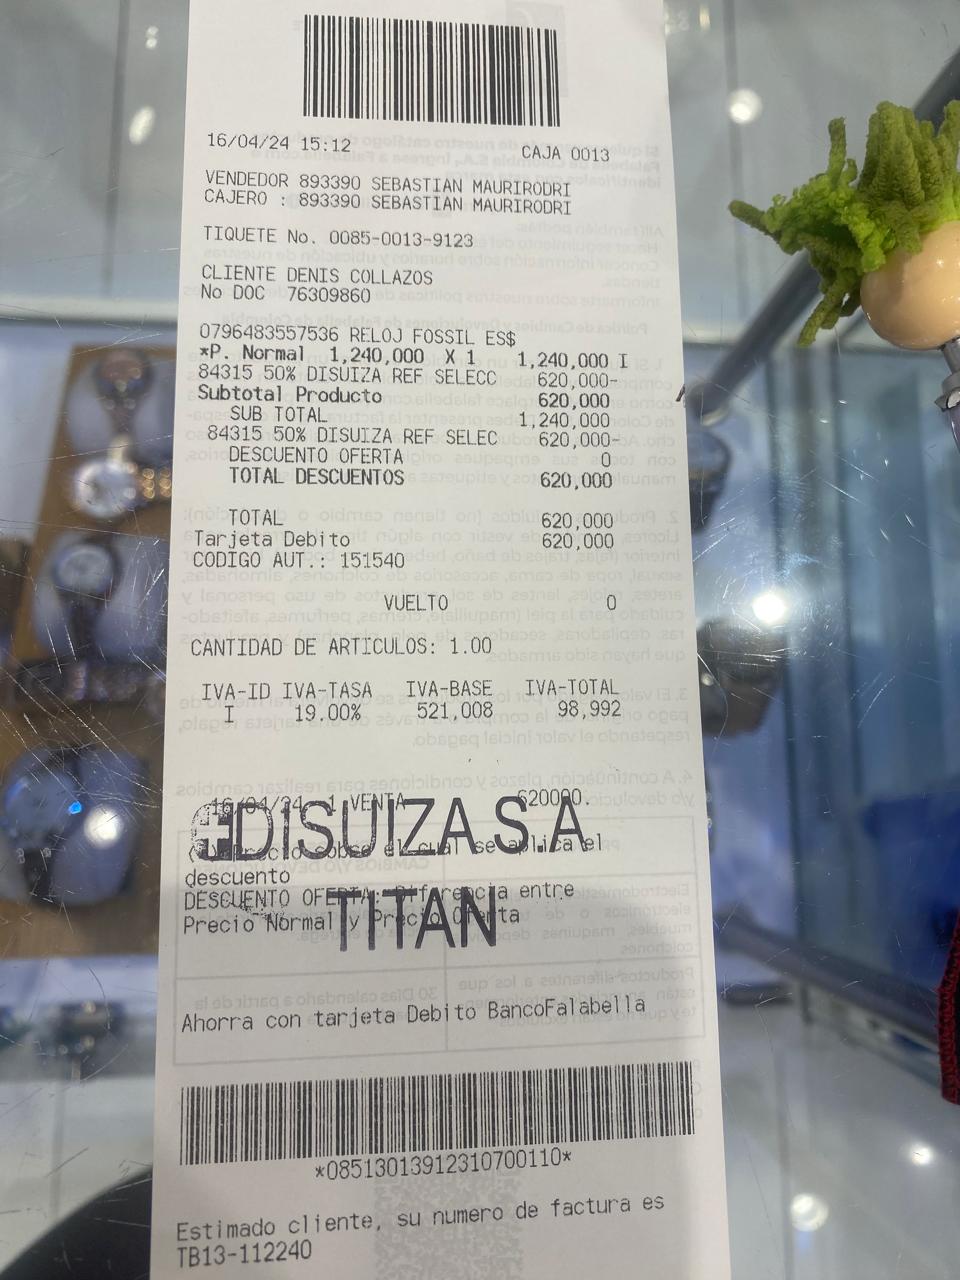 16/04/24 15:12 CAJA 0013
VENDEDOR 893390 SEBASTIAN MAURIRODRI
CAJERO : 893390 SEBASTIAN MAURIRODRI
TIQUETE No. 0085-0013-9123
CLIENTE DENIS COLLAZOS
No DOC 76309860
0796483557536 RELOJ FOSSIL ES$
*P. Normal 1,240,000 X 1 1,240,000 I
84315 50% DISUIZA REF SELECC 620,000-
Subtotal Producto 620,000
SUB TOTAL 1,240,000
84315 50% DISUIZA REF SELEC 620,000-
DESCUENTO OFERTA 0
TOTAL DESCUENTOS 620,000
TOTAL 620,000
Tarjeta Debito 620,000
CODIGO AUT.: 151540
VUELTO 0
CANTIDAD DE ARTICULOS: 1.00
IVA-ID IVA-TASA IVA-BASE IVA-TOTAL
I 19.00% 521,008 98,992
16/04/24 1 VENTA 620000.
DISUIZA S.A
sobre el cual se aplica el
descuento
DESCUENTO OFERTA: Diferencia entre
TITAN
Precio Normal y Precio Oferta
Ahorra con tarjeta Debito BancoFalabella
*08513013912310700110*
Estimado cliente, su numero de factura es
TB13-112240